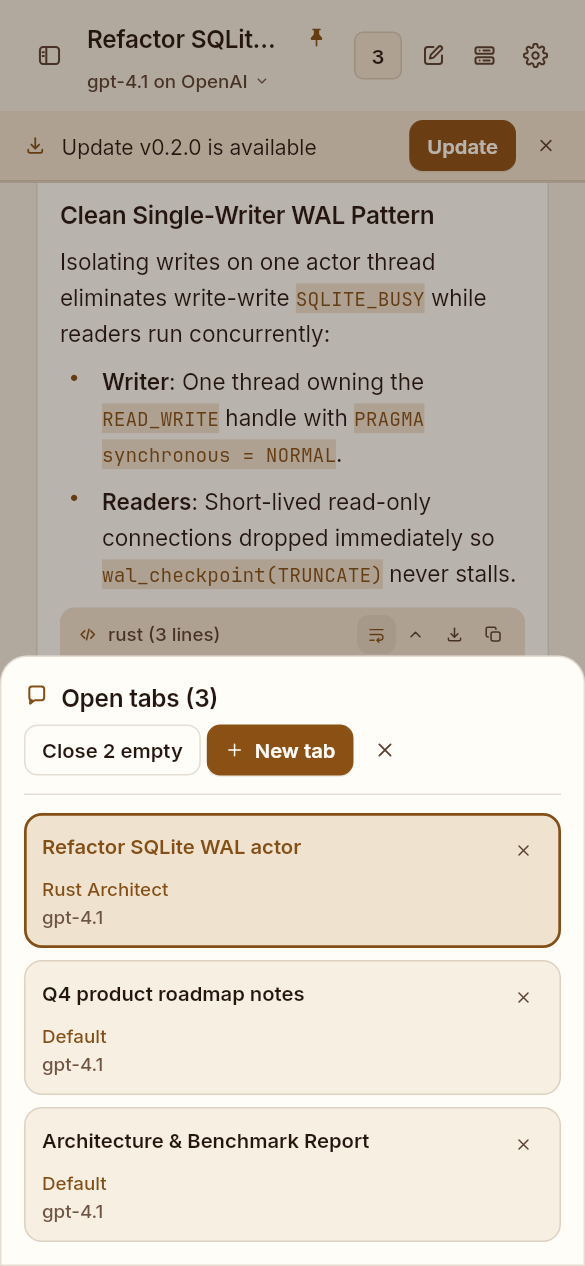 Refactor SQLit...
3
gpt-4.1 on OpenAI
Update v0.2.0 is available
Update
Clean Single-Writer WAL Pattern
Isolating writes on one actor thread
eliminates write-write SQLITE_BUSY while
readers run concurrently:
• Writer: One thread owning the
READ_WRITE handle with PRAGMA
synchronous = NORMAL.
• Readers: Short-lived read-only
connections dropped immediately so
wal_checkpoint(TRUNCATE) never stalls.
rust (3 lines)
Open tabs (3)
Close 2 empty
+ New tab
Refactor SQLite WAL actor
Rust Architect
gpt-4.1
Q4 product roadmap notes
Default
gpt-4.1
Architecture & Benchmark Report
Default
gpt-4.1